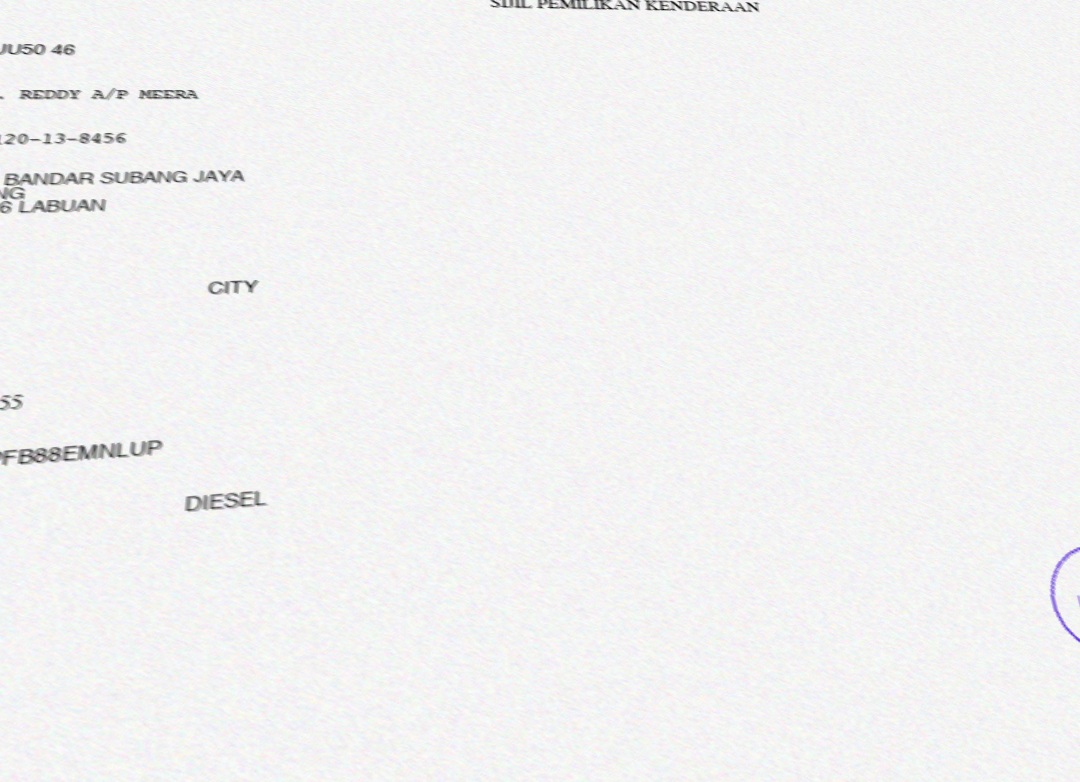 SIJIL PEMILIKAN KENDERAAN
JU50 46
REDDY A/P MEERA
120-13-8456
BANDAR SUBANG JAYA
NG
6 LABUAN
CITY
55
FB88EMNLUP
DIESEL